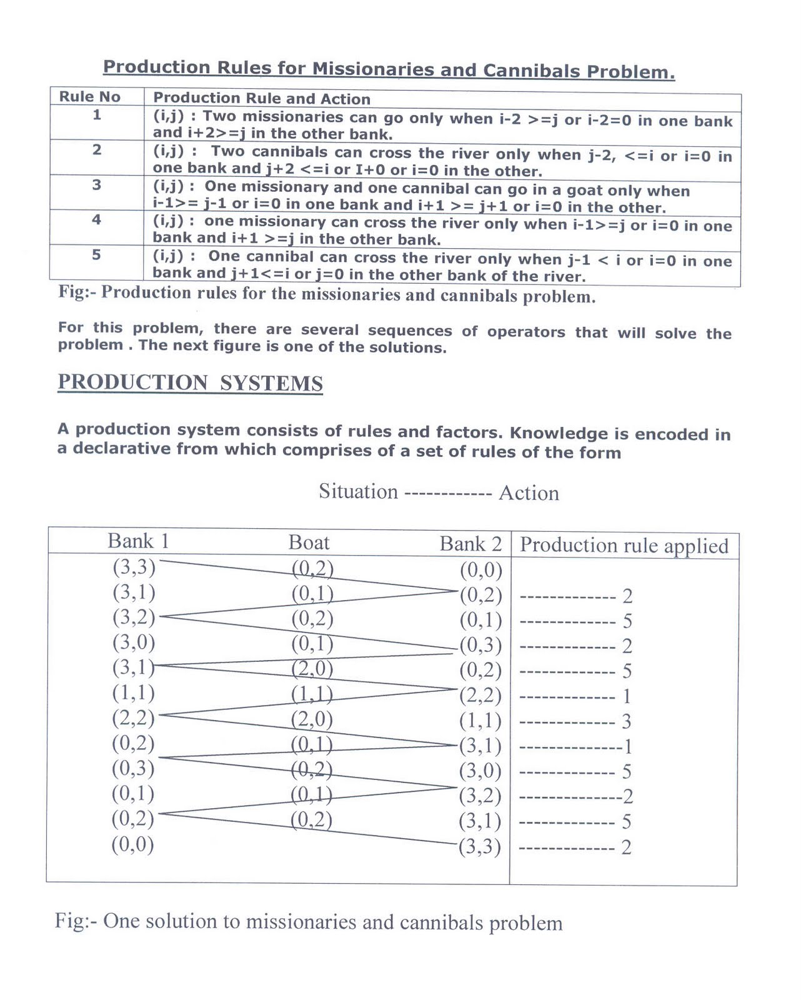 Production Rules for Missionaries and Cannibals Problem.
Rule No Production Rule and Action
1 (i,j) : Two missionaries can go only when i-2 >=j or i-2=0 in one bank
and i+2>=j in the other bank.
2 (i,j) : Two cannibals can cross the river only when j-2, <=i or i=0 in
one bank and j+2 <=i or I+0 or i=0 in the other.
3 (i,j) : One missionary and one cannibal can go in a goat only when
i-1>= j-1 or i=0 in one bank and i+1 >= j+1 or i=0 in the other.
4 (i,j) : one missionary can cross the river only when i-1>=j or i=0 in one
bank and i+1 >=j in the other bank.
5 (i,j) : One cannibal can cross the river only when j-1 < i or i=0 in one
bank and j+1<=i or j=0 in the other bank of the river.
Fig:- Production rules for the missionaries and cannibals problem.
For this problem, there are several sequences of operators that will solve the
problem . The next figure is one of the solutions.
PRODUCTION SYSTEMS
A production system consists of rules and factors. Knowledge is encoded in
a declarative from which comprises of a set of rules of the form
Situation ------------ Action
Bank 1 Boat Bank 2 Production rule applied
(3,3) (0,2) (0,0)
(3,1) (0,1) (0,2) ------------- 2
(3,2) (0,2) (0,1) ------------- 5
(3,0) (0,1) (0,3) ------------- 2
(3,1) (2,0) (0,2) ------------- 5
(1,1) (1,1) (2,2) ------------- 1
(2,2) (2,0) (1,1) ------------- 3
(0,2) (0,1) (3,1) --------------1
(0,3) (0,2) (3,0) ------------- 5
(0,1) (0,1) (3,2) --------------2
(0,2) (0,2) (3,1) ------------- 5
(0,0) (3,3) ------------- 2
Fig:- One solution to missionaries and cannibals problem